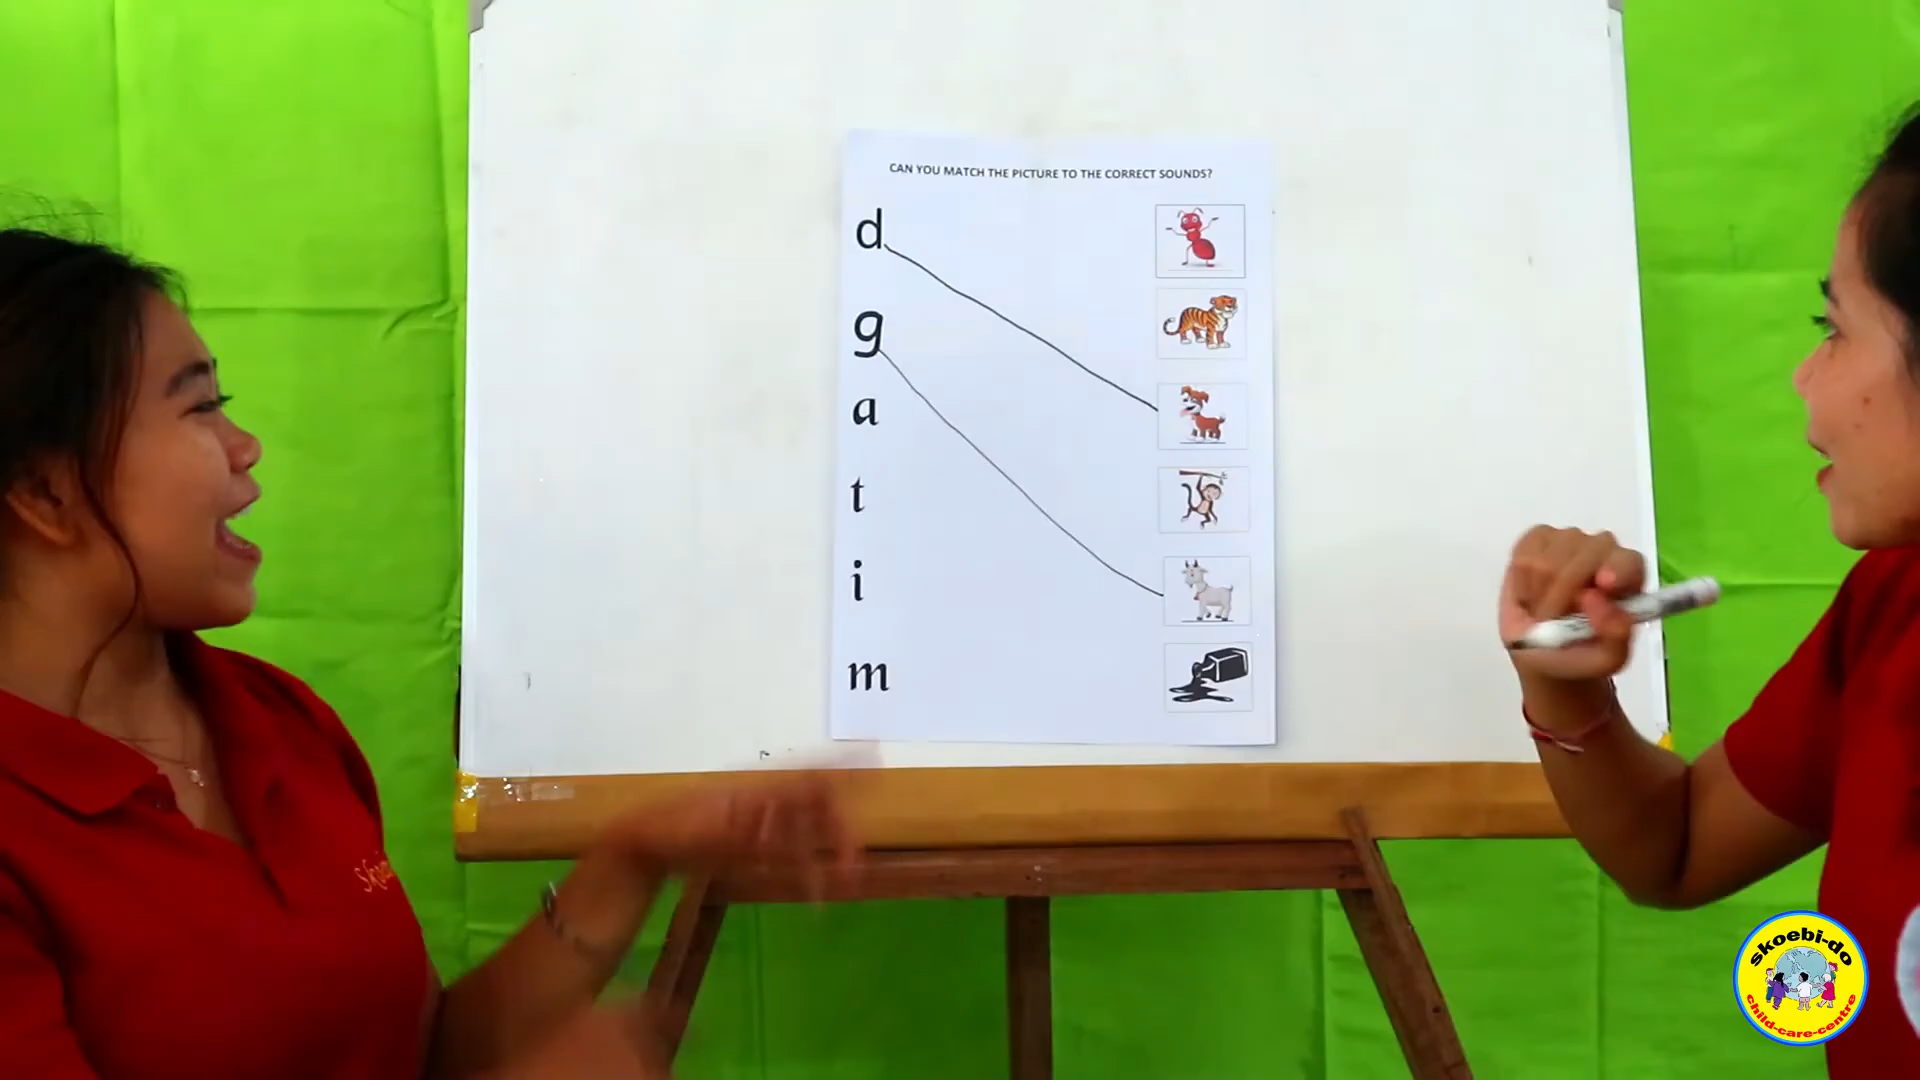 CAN YOU MATCH THE PICTURE TO THE CORRECT SOUNDS?
d
g
a
t
i
m
skoebi-do
child-care-centre